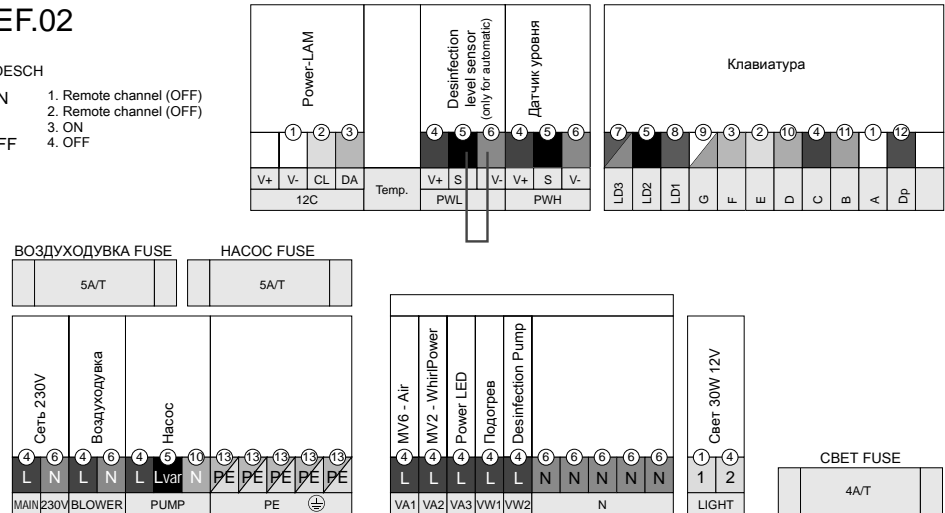 EF.02
DESCH
N
FF
1. Remote channel (OFF)
2. Remote channel (OFF)
3. ON
4. OFF
Power-LAM
1 2 3
V+ V- CL DA
12C
Temp.
Desinfection
level sensor
(only for automatic)
4 5 6
V+ S V-
PWL
Датчик уровня
4 5 6
V+ S V-
PWH
Клавиатура
7 5 8 9 3 2 10 4 11 1 12
LD3 LD2 LD1 G F E D C B A Dp
ВОЗДУХОДУВКА FUSE
5A/T
НАСОС FUSE
5A/T
Сеть 230V
4 6
L N
MAIN 230V
Воздуходувка
4 6
L N
BLOWER
Насос
4 5 10
L Lvar N
PUMP
13 13 13 13 13
PE PE PE PE PE
PE
MV6 - Air
MV2 - WhirlPower
Power LED
Подогрев
Desinfection Pump
4 4 4 4 4 6 6 6 6 6
L L L L L N N N N N
VA1 VA2 VA3 VW1 VW2 N
Свет 30W 12V
1 4
1 2
LIGHT
СВЕТ FUSE
4A/T